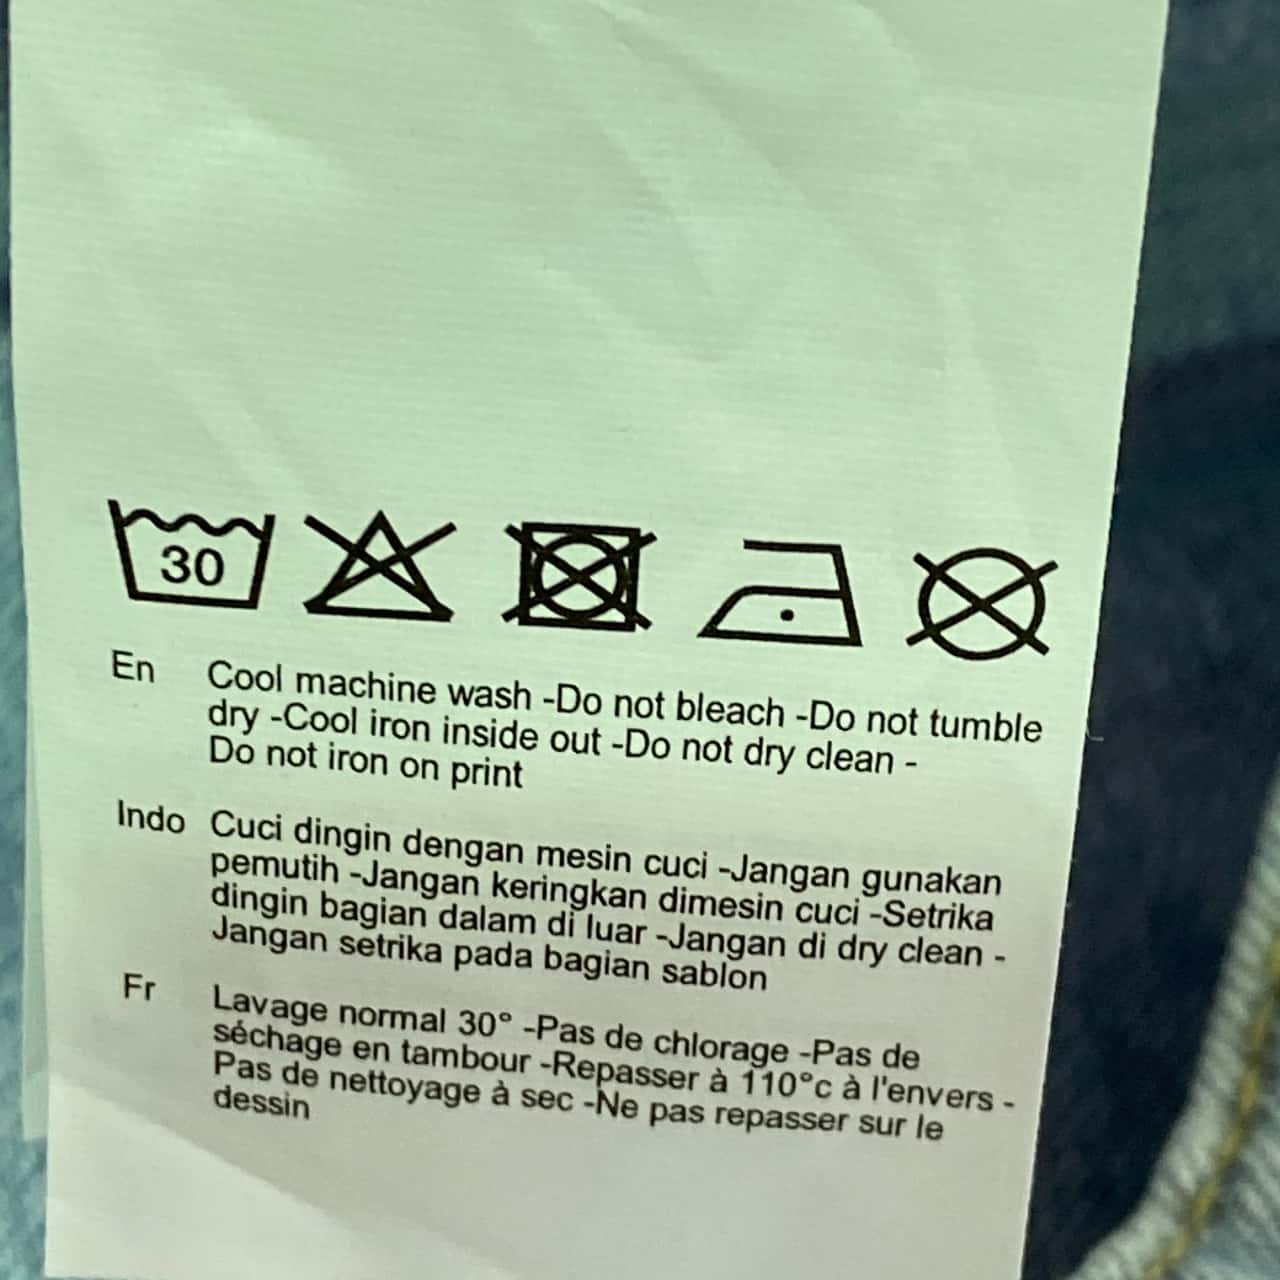 30
En Cool machine wash -Do not bleach -Do not tumble
dry -Cool iron inside out -Do not dry clean -
Do not iron on print
Indo Cuci dingin dengan mesin cuci -Jangan gunakan
pemutih -Jangan keringkan dimesin cuci -Setrika
dingin bagian dalam di luar -Jangan di dry clean -
Jangan setrika pada bagian sablon
Fr Lavage normal 30° -Pas de chlorage -Pas de
séchage en tambour -Repasser à 110°c à l'envers -
Pas de nettoyage à sec -Ne pas repasser sur le
dessin